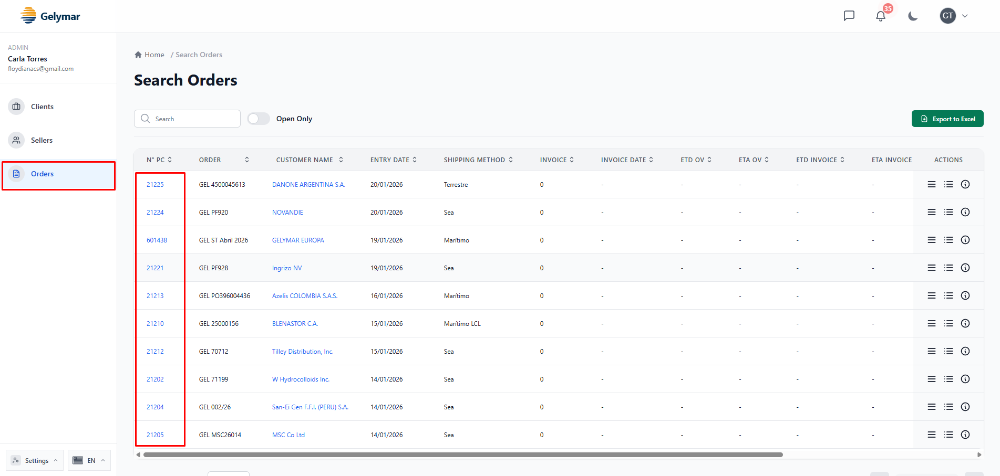 Gelymar
35
CT
ADMIN
Carla Torres
floydianacs@gmail.com
Clients
Sellers
Orders
Settings
EN
Home / Search Orders
Search Orders
Search
Open Only
Export to Excel
N° PC ORDER CUSTOMER NAME ENTRY DATE SHIPPING METHOD INVOICE INVOICE DATE ETD OV ETA OV ETD INVOICE ETA INVOICE ACTIONS
21225 GEL 4500045613 DANONE ARGENTINA S.A. 20/01/2026 Terrestre 0 - - - - -
21224 GEL PF920 NOVANDIE 20/01/2026 Sea 0 - - - - -
601438 GEL ST Abril 2026 GELYMAR EUROPA 19/01/2026 Marítimo 0 - - - - -
21221 GEL PF928 Ingrizo NV 19/01/2026 Sea 0 - - - - -
21213 GEL PO396004436 Azelis COLOMBIA S.A.S. 16/01/2026 Marítimo 0 - - - - -
21210 GEL 25000156 BLENASTOR C.A. 15/01/2026 Marítimo LCL 0 - - - - -
21212 GEL 70712 Tilley Distribution, Inc. 15/01/2026 Sea 0 - - - - -
21202 GEL 71199 W Hydrocolloids Inc. 14/01/2026 Sea 0 - - - - -
21204 GEL 002/26 San-Ei Gen F.F.I. (PERU) S.A. 14/01/2026 Sea 0 - - - - -
21205 GEL MSC26014 MSC Co Ltd 14/01/2026 Sea 0 - - - - -